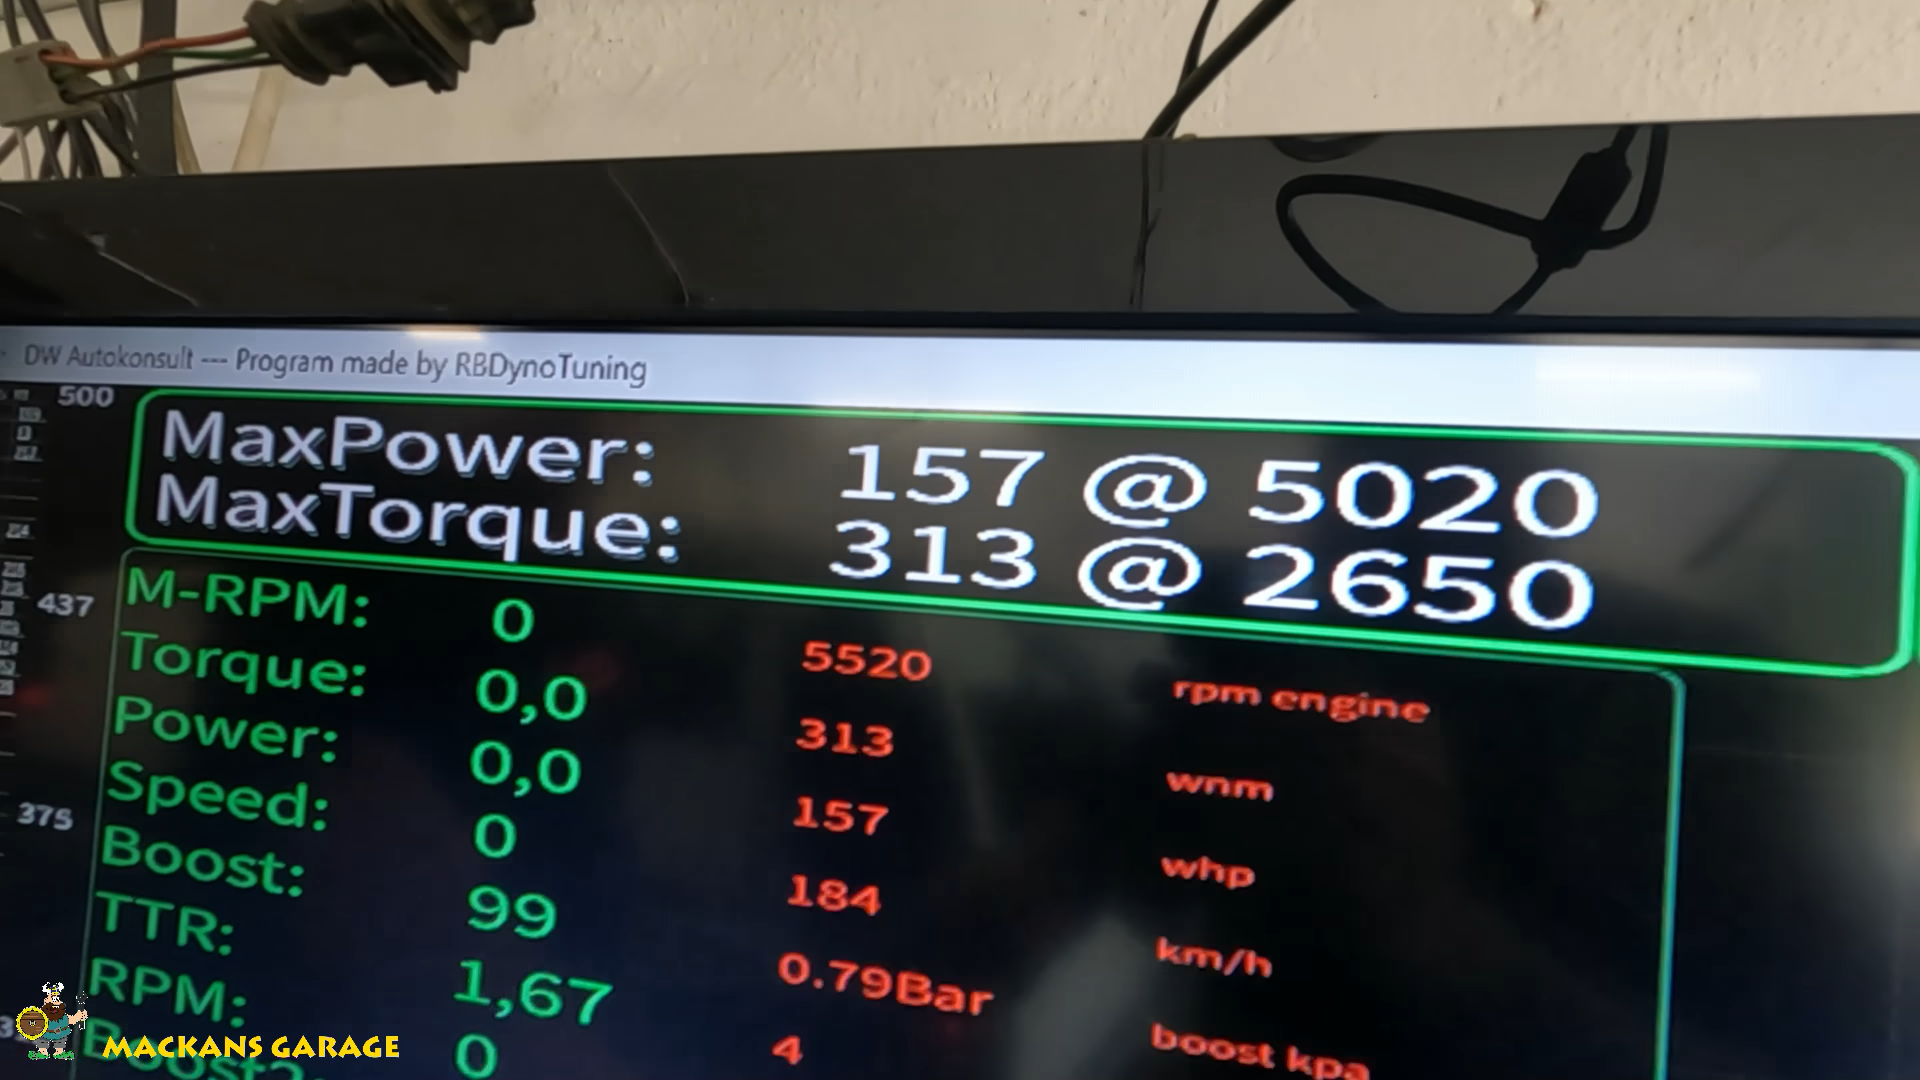 DW Autokonsult --- Program made by RBDynoTuning
500
MaxPower: 157 @ 5020
MaxTorque: 313 @ 2650
437
M-RPM: 0 5520 rpm engine
Torque: 0,0 313 wnm
Power: 0,0 157 whp
375
Speed: 0 184 km/h
Boost: 99 0.79Bar boost kpa
TTR: 1,67 4
RPM: 0
Boost2:
MACKANS GARAGE